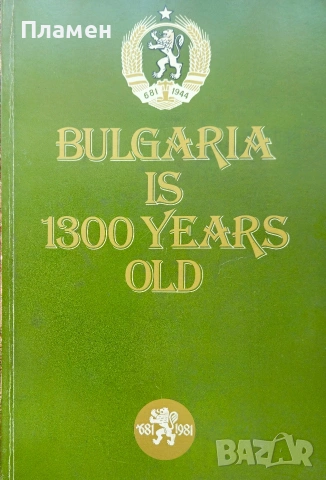 Пламен
681 1944
BULGARIA
IS
1300 YEARS
OLD
681 1981
BAZAR